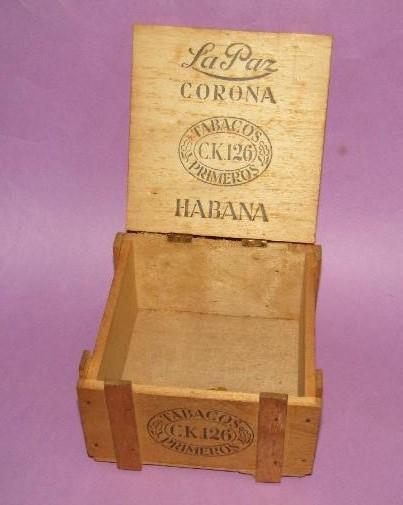 La Paz
CORONA
TABACOS
C.K.126
PRIMEROS
HABANA
TABACOS
C.K.126
PRIMEROS